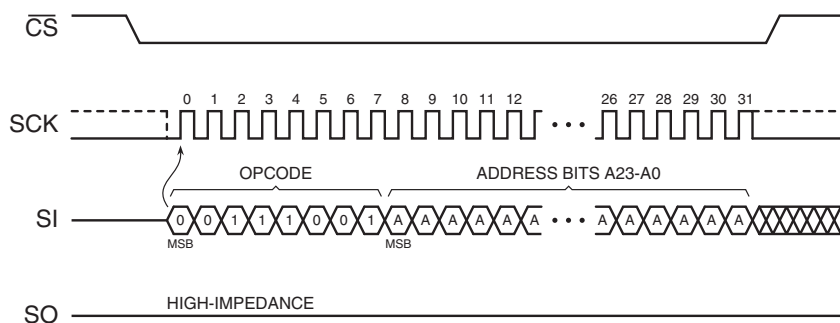 CS
0 1 2 3 4 5 6 7 8 9 10 11 12 26 27 28 29 30 31
SCK
OPCODE ADDRESS BITS A23-A0
SI 0 0 1 1 1 0 0 1 A A A A A A A A A A A A
MSB MSB
HIGH-IMPEDANCE
SO